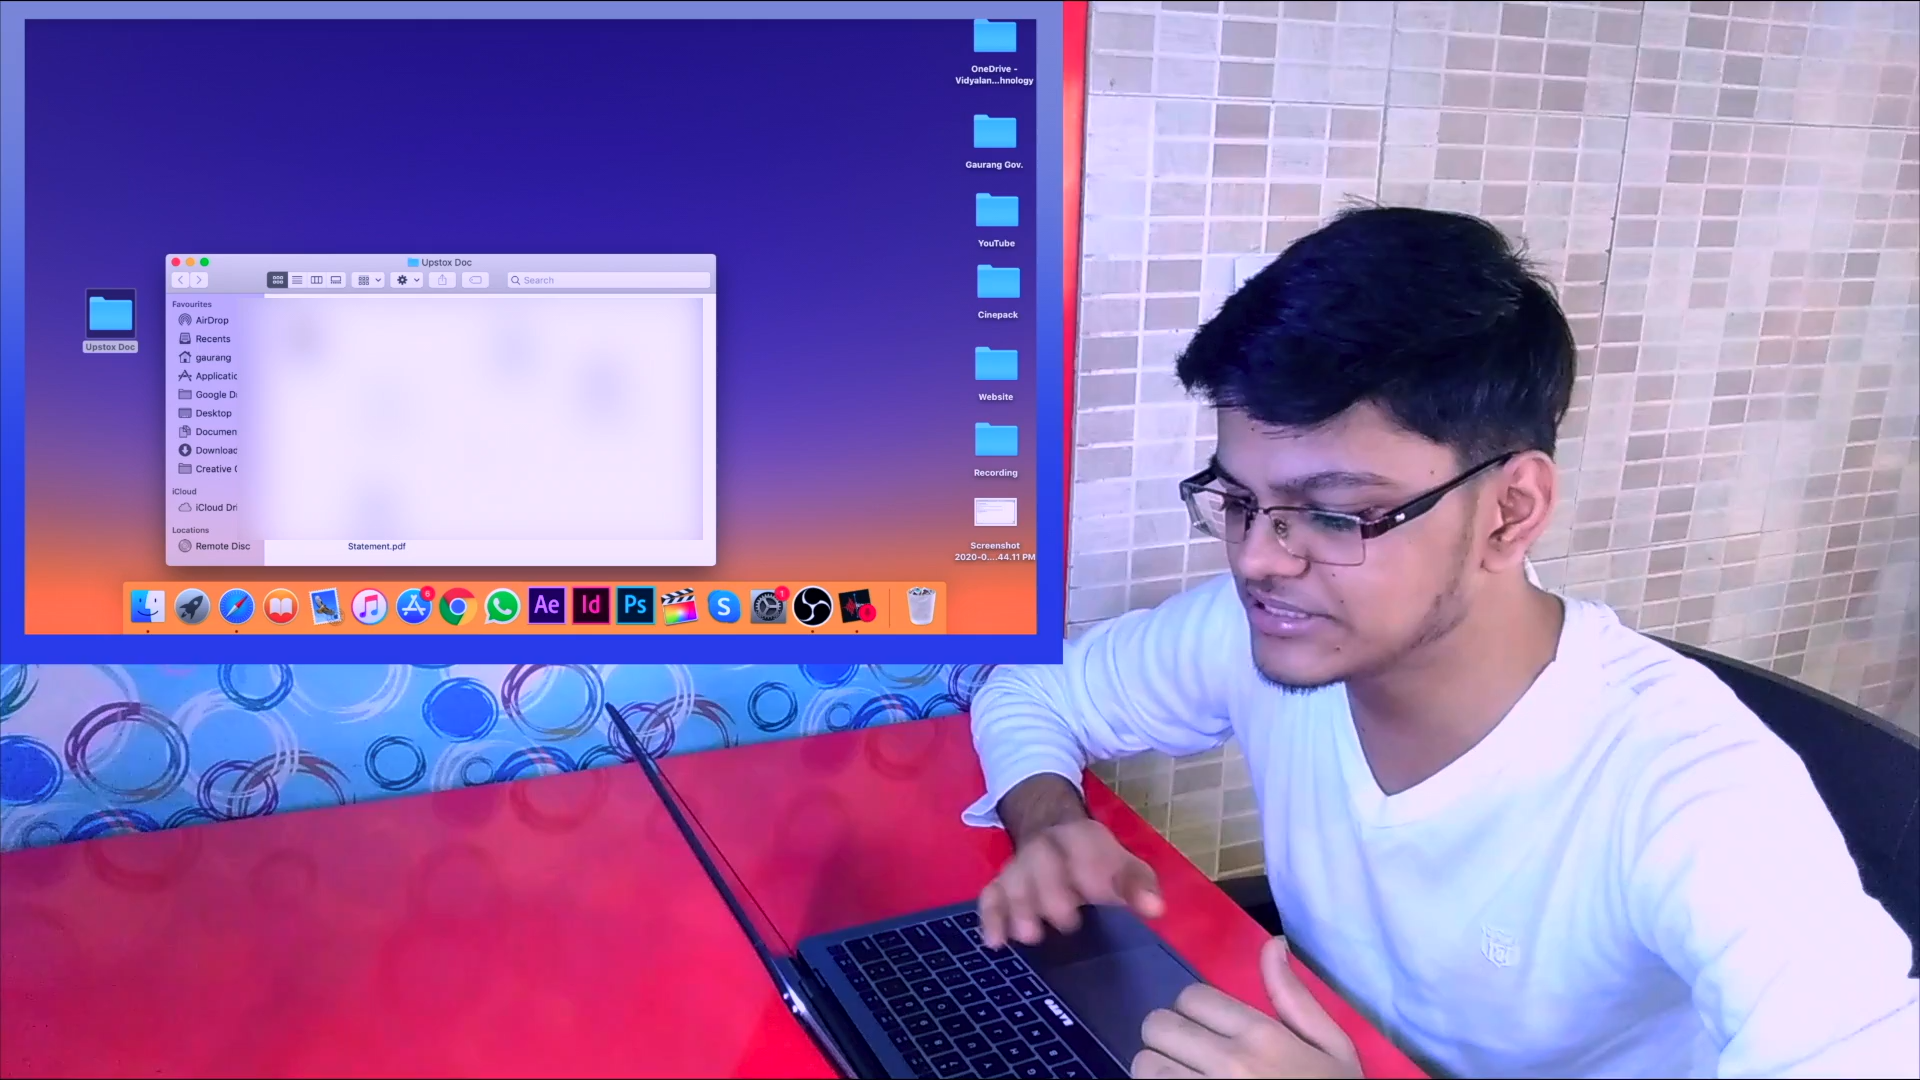 OneDrive -
Vidyalan...hnology
Gaurang Gov.
YouTube
Cinepack
Website
Recording
Screenshot
2020-0....44.11 PM
Upstox Doc
Upstox Doc
Search
Favourites
AirDrop
Recents
gaurang
Applicatic
Google D
Desktop
Documen
Downloac
Creative
iCloud
iCloud Dri
Locations
Remote Disc
Statement.pdf
6
Ae
Id
Ps
S
1